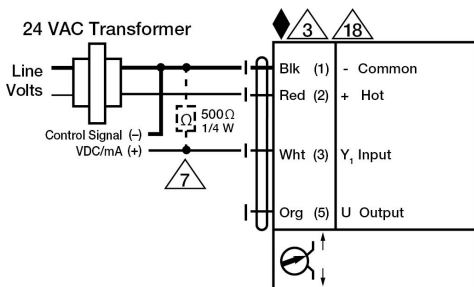 24 VAC Transformer
3 18
Line
Volts
Blk (1) - Common
Red (2) + Hot
Ω 500Ω
1/4 W
Control Signal (–)
VDC/mA (+)
Wht (3) Y₁ Input
7
Org (5) U Output